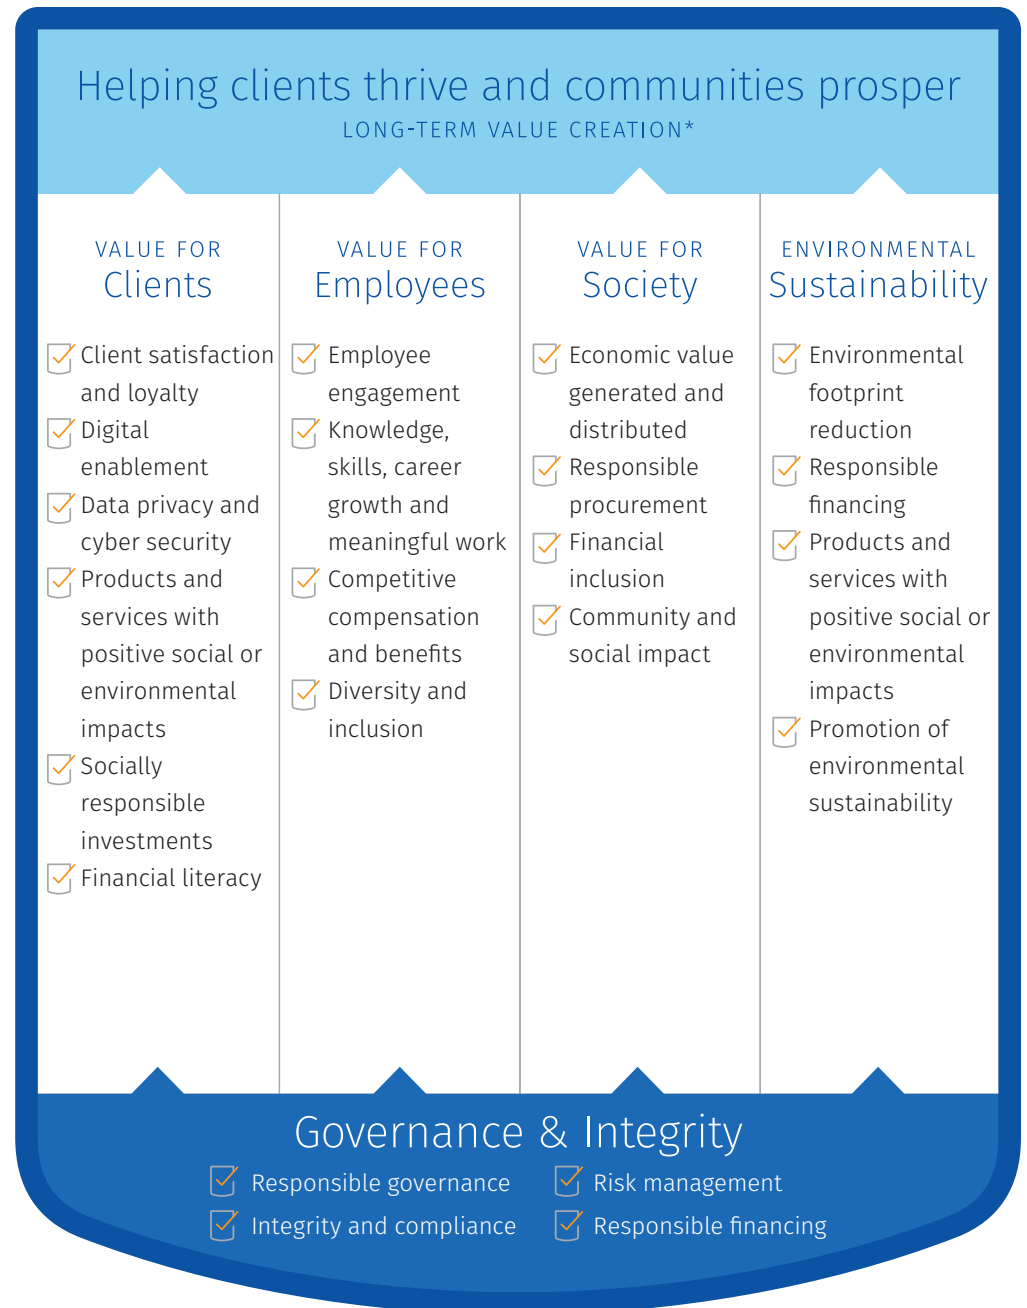 Helping clients thrive and communities prosper
LONG-TERM VALUE CREATION*
VALUE FOR
Clients
Client satisfaction
and loyalty
Digital
enablement
Data privacy and
cyber security
Products and
services with
positive social or
environmental
impacts
Socially
responsible
investments
Financial literacy
VALUE FOR
Employees
Employee
engagement
Knowledge,
skills, career
growth and
meaningful work
Competitive
compensation
and benefits
Diversity and
inclusion
VALUE FOR
Society
Economic value
generated and
distributed
Responsible
procurement
Financial
inclusion
Community and
social impact
ENVIRONMENTAL
Sustainability
Environmental
footprint
reduction
Responsible
financing
Products and
services with
positive social or
environmental
impacts
Promotion of
environmental
sustainability
Governance & Integrity
Responsible governance
Integrity and compliance
Risk management
Responsible financing